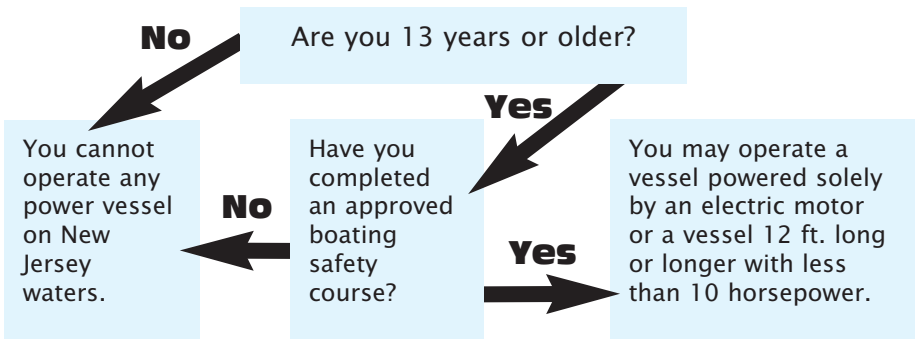 Are you 13 years or older?
No
Yes
You cannot
operate any
power vessel
on New
Jersey
waters.
No
Have you
completed
an approved
boating
safety
course?
Yes
You may operate a
vessel powered solely
by an electric motor
or a vessel 12 ft. long
or longer with less
than 10 horsepower.